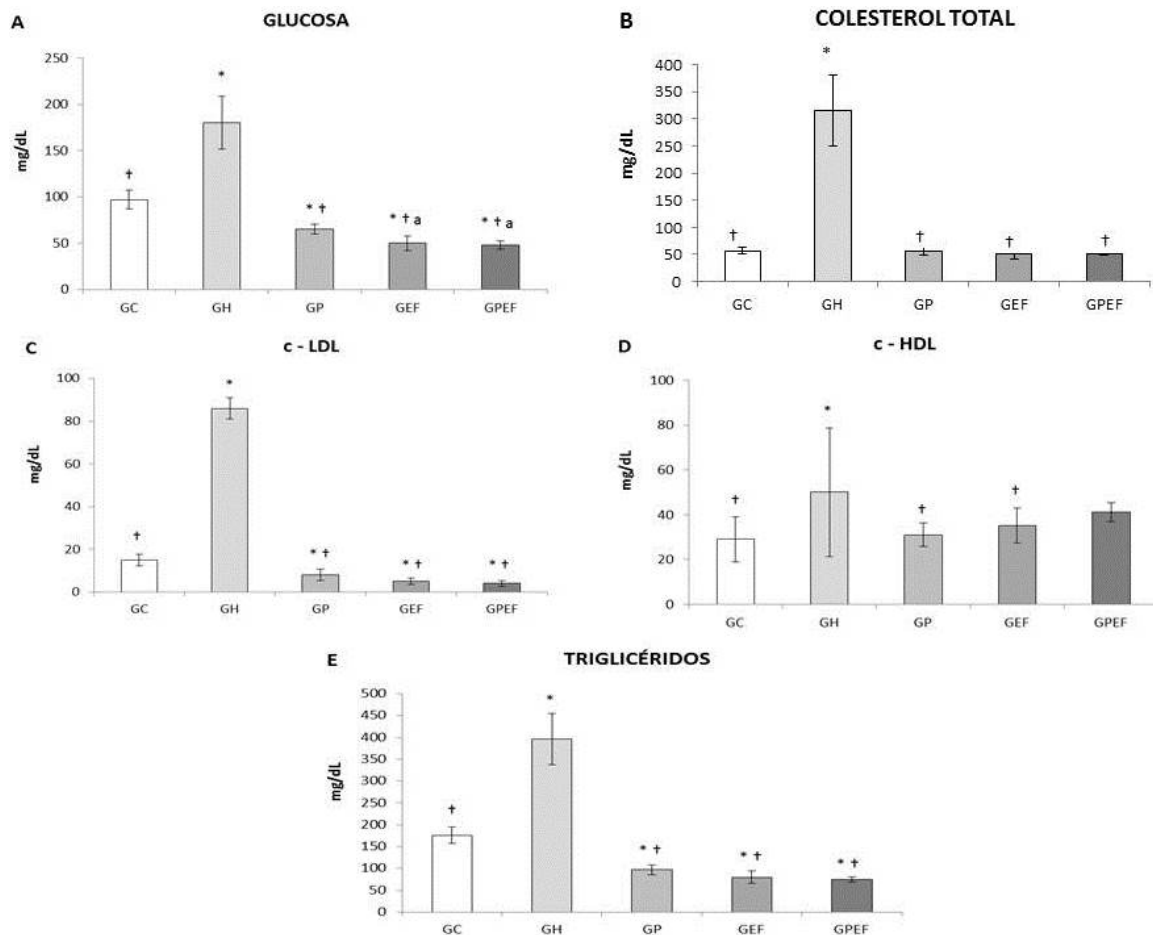 A
GLUCOSA
250
200
150
100
50
0
mg/dL
†
*
* †
* † a
* † a
GC GH GP GEF GPEF
B
COLESTEROL TOTAL
400
350
300
250
200
150
100
50
0
mg/dL
†
*
†
†
†
GC GH GP GEF GPEF
C
c - LDL
100
80
60
40
20
0
mg/dL
†
*
* †
* †
* †
GC GH GP GEF GPEF
D
c - HDL
100
80
60
40
20
0
mg/dL
†
*
†
†
GC GH GP GEF GPEF
E
TRIGLICÉRIDOS
500
450
400
350
300
250
200
150
100
50
0
mg/dL
†
*
* †
* †
* †
GC GH GP GEF GPEF